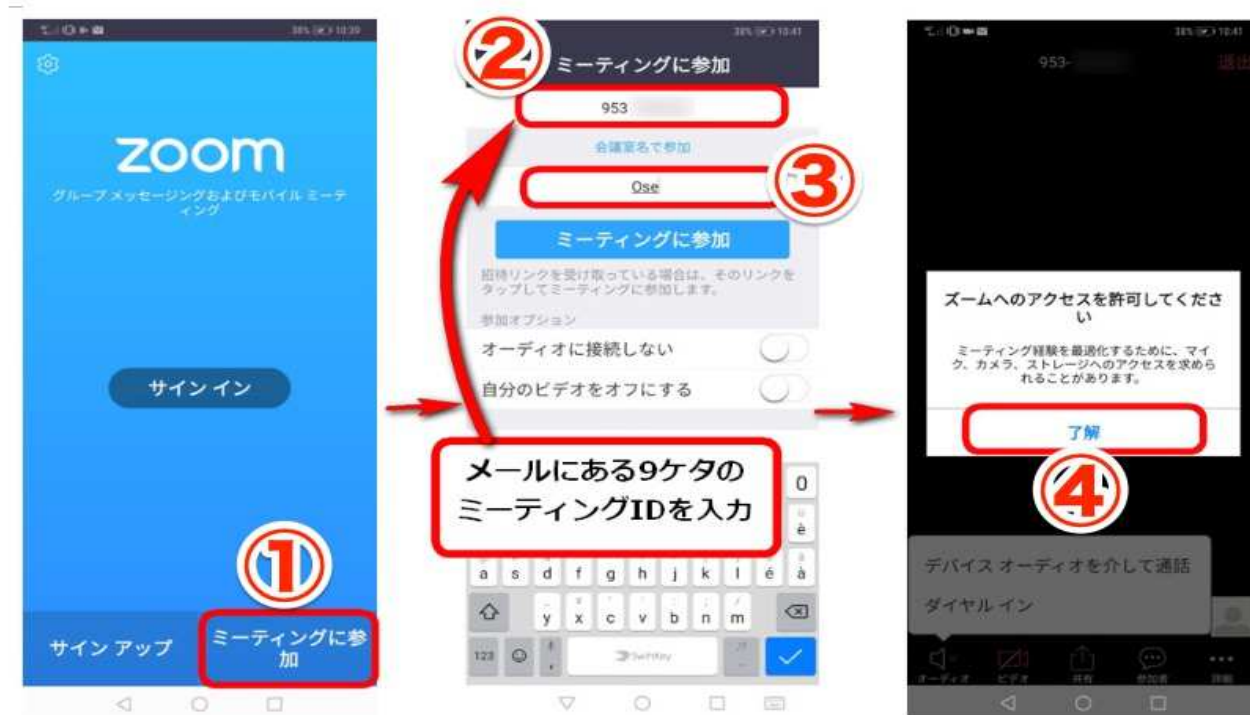 38% 10:39
①
zoom
グループ メッセージングおよびモバイル ミーテ
ィング
サイン イン
サイン アップ
ミーティングに参
加
38% 10:41
②
ミーティングに参加
953
会議室名で参加
Ose
③
ミーティングに参加
招待リンクを受け取っている場合は、そのリンクを
タップしてミーティングに参加します。
参加オプション
オーディオに接続しない
自分のビデオをオフにする
メールにある9ケタの
ミーティングIDを入力
0
è
a s d f g h j k l é à
y x c v b n m
123
SwiftKey
38% 10:41
953-
退出
ズームへのアクセスを許可してくださ
い
ミーティング経験を最適化するために、マイ
ク、カメラ、ストレージへのアクセスを求めら
れることがあります。
了解
④
デバイス オーディオを介して通話
ダイヤル イン
オーディオ ビデオ 共有 参加者 詳細